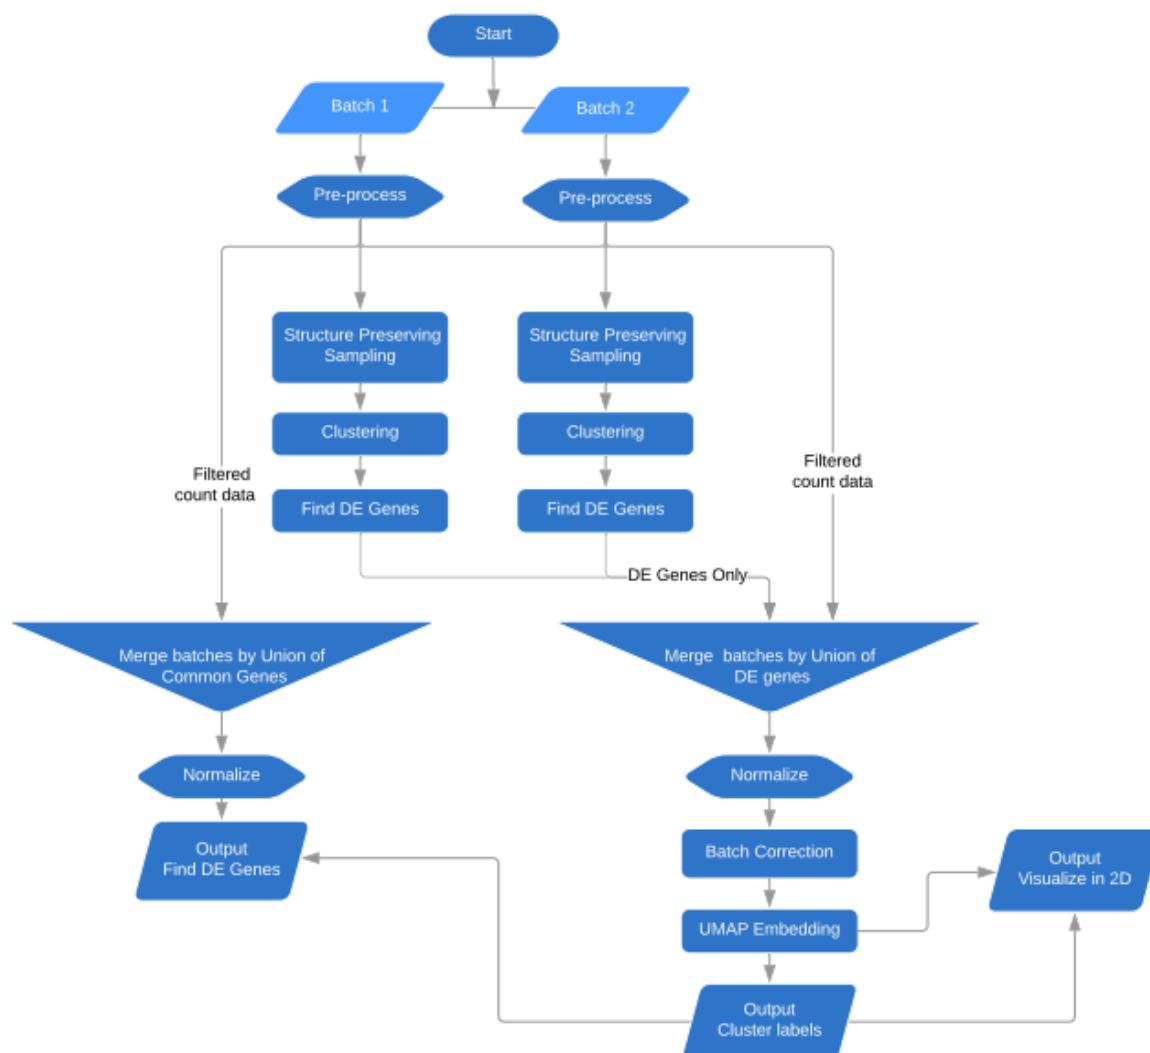 Start
Batch 1
Batch 2
Pre-process
Pre-process
Structure Preserving
Sampling
Structure Preserving
Sampling
Clustering
Clustering
Filtered
count data
Filtered
count data
Find DE Genes
Find DE Genes
DE Genes Only
Merge batches by Union of
Common Genes
Merge batches by Union of
DE genes
Normalize
Normalize
Output
Find DE Genes
Batch Correction
Output
Visualize in 2D
UMAP Embedding
Output
Cluster labels